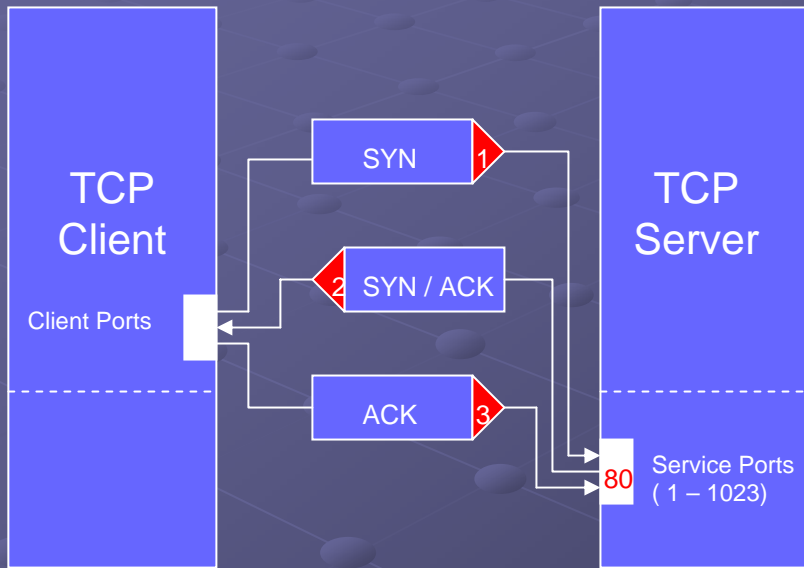 TCP
Client
Client Ports
SYN
1
2
SYN / ACK
ACK
3
TCP
Server
80
Service Ports
( 1 – 1023)